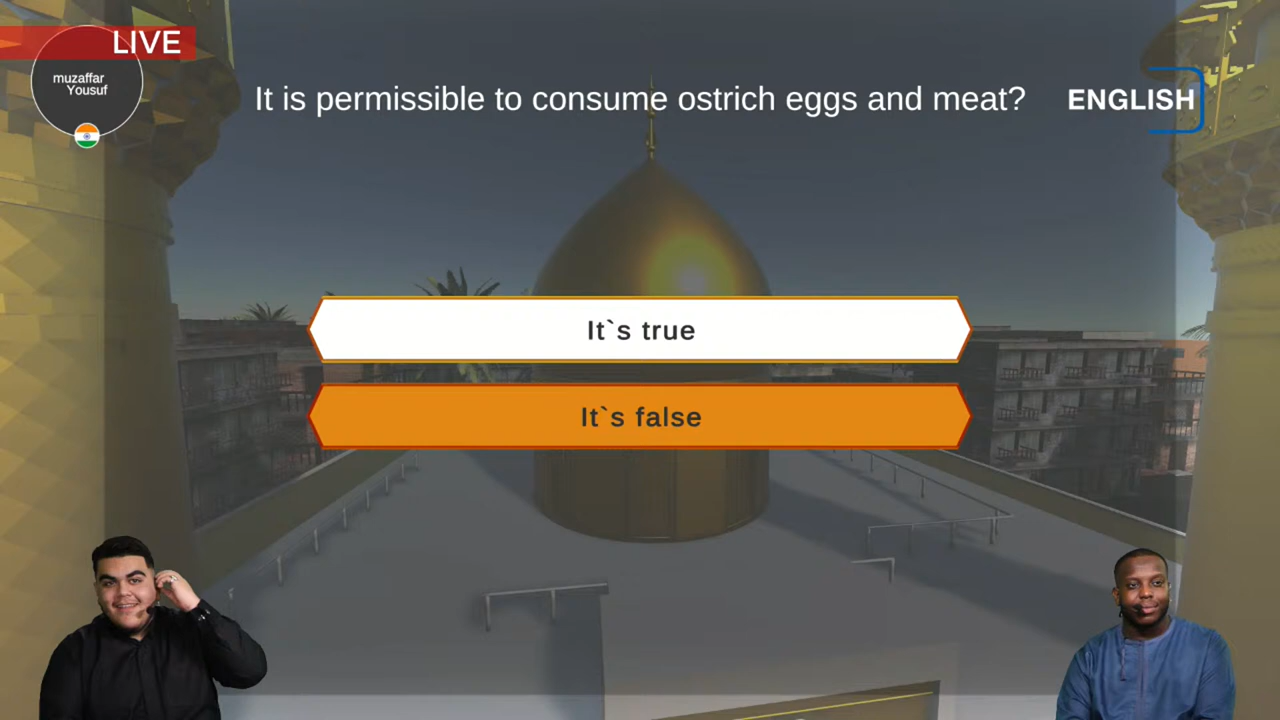 LIVE
muzaffar
Yousuf
It is permissible to consume ostrich eggs and meat?
ENGLISH
It`s true
It`s false